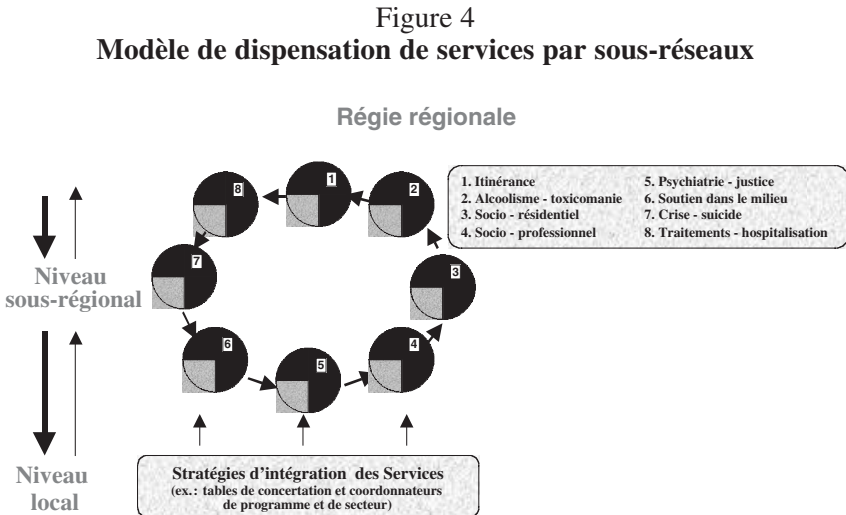 Figure 4
Modèle de dispensation de services par sous-réseaux
Régie régionale
8
1
2
7
3
6
5
4
1. Itinérance
2. Alcoolisme - toxicomanie
3. Socio - résidentiel
4. Socio - professionnel
5. Psychiatrie - justice
6. Soutien dans le milieu
7. Crise - suicide
8. Traitements - hospitalisation
Niveau
sous-régional
Niveau
local
Stratégies d'intégration des Services
(ex.: tables de concertation et coordonnateurs
de programme et de secteur)